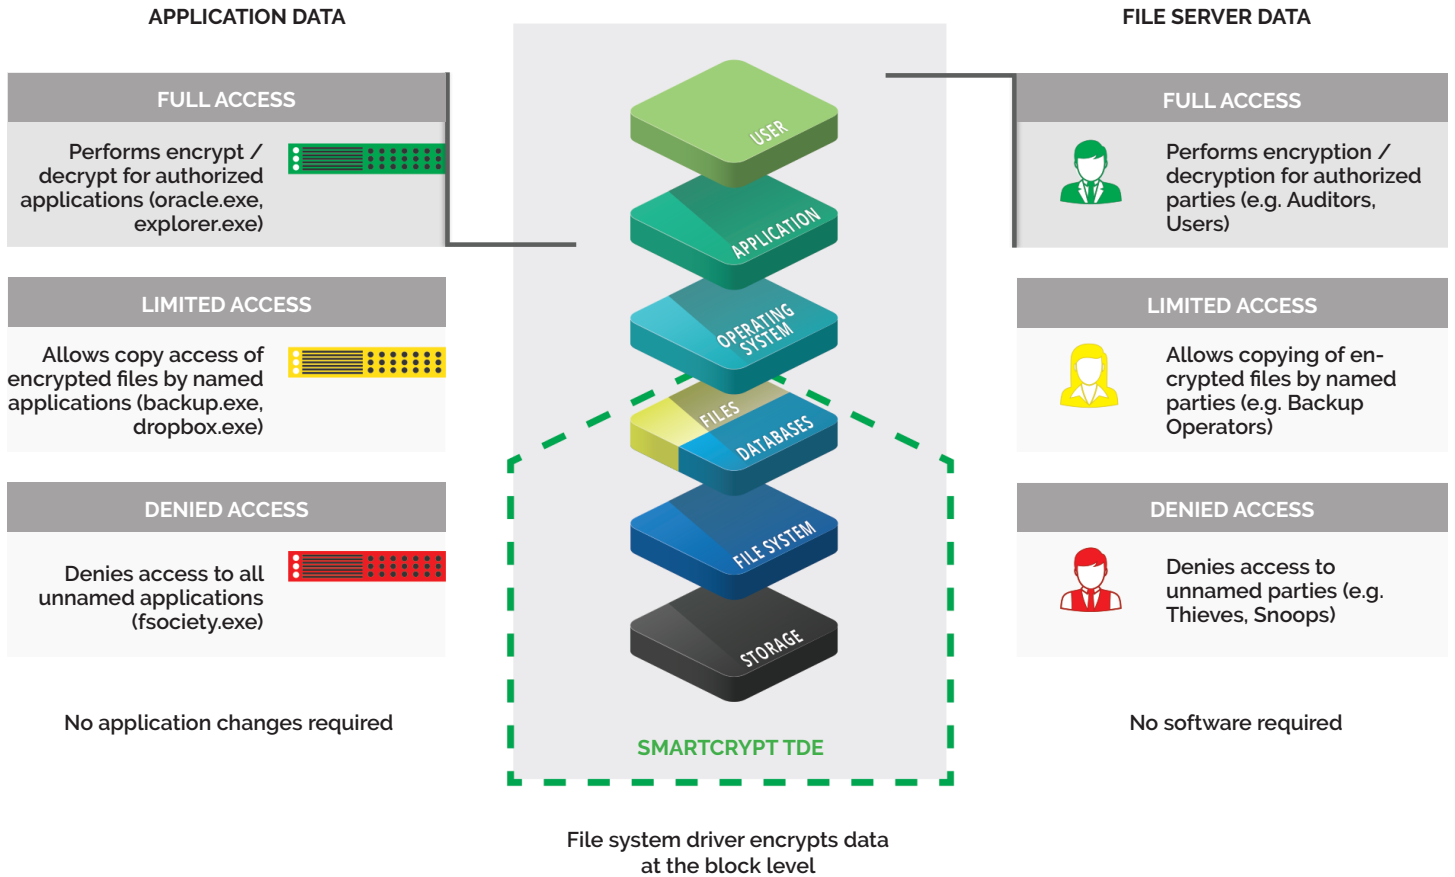 APPLICATION DATA
FULL ACCESS
Performs encrypt /
decrypt for authorized
applications (oracle.exe,
explorer.exe)
LIMITED ACCESS
Allows copy access of
encrypted files by named
applications (backup.exe,
dropbox.exe)
DENIED ACCESS
Denies access to all
unnamed applications
(fsociety.exe)
No application changes required
USER
APPLICATION
OPERATING
SYSTEM
FILES
DATABASES
FILE SYSTEM
STORAGE
SMARTCRYPT TDE
File system driver encrypts data
at the block level
FILE SERVER DATA
FULL ACCESS
Performs encryption /
decryption for authorized
parties (e.g. Auditors,
Users)
LIMITED ACCESS
Allows copying of en-
crypted files by named
parties (e.g. Backup
Operators)
DENIED ACCESS
Denies access to
unnamed parties (e.g.
Thieves, Snoops)
No software required